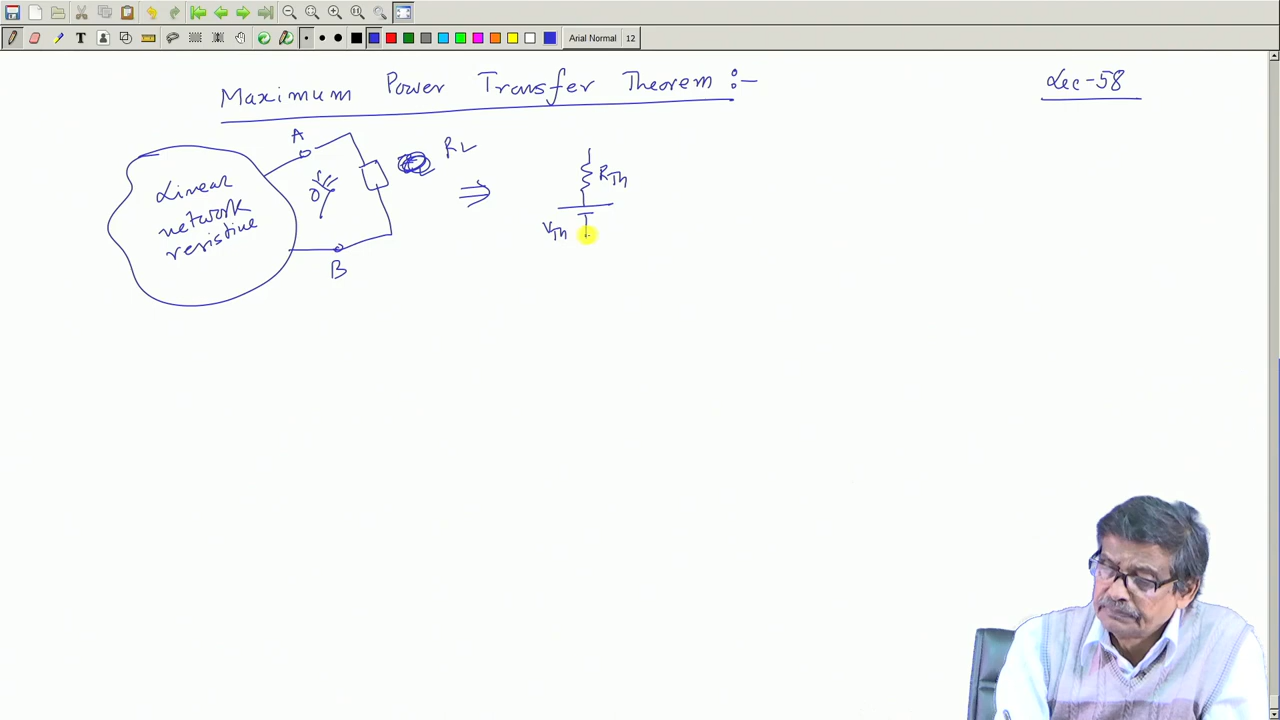 Arial Normal 12
Maximum Power Transfer Theorem :-
Lec-58
A
RL
Linear
network
resistive
B
RTh
VTh